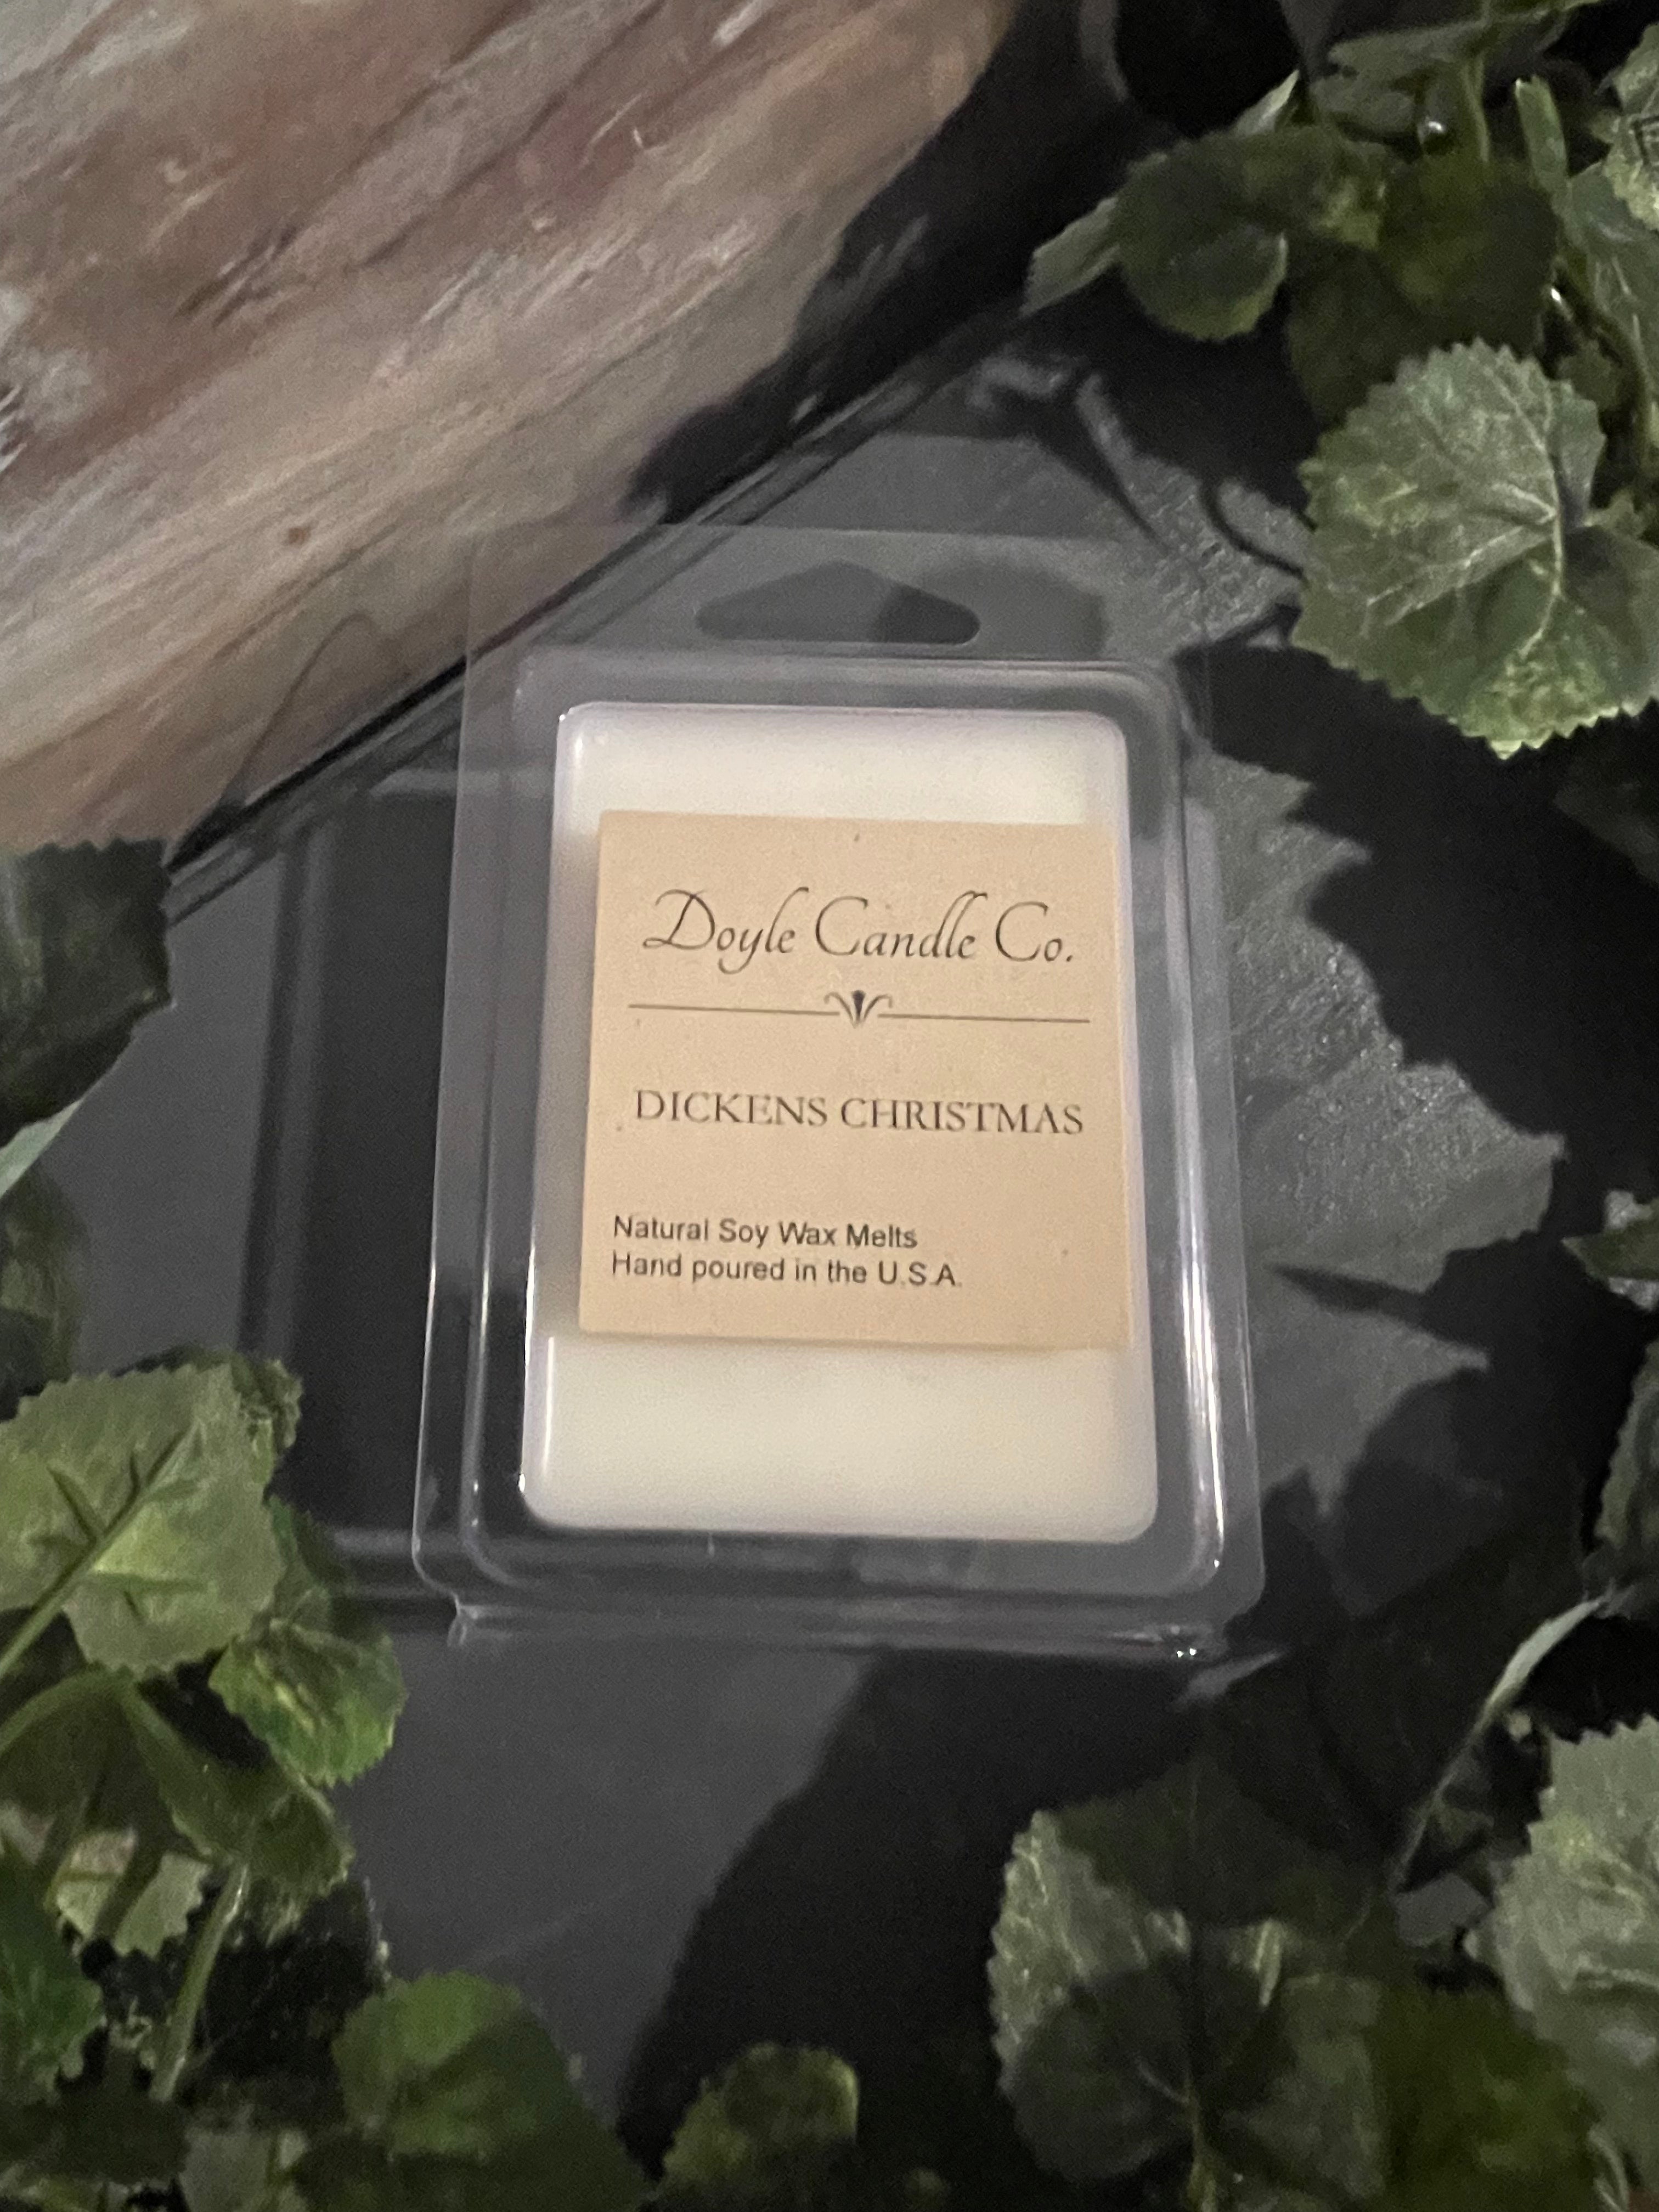 Doyle Candle Co.
DICKENS CHRISTMAS
Natural Soy Wax Melts
Hand poured in the U.S.A.